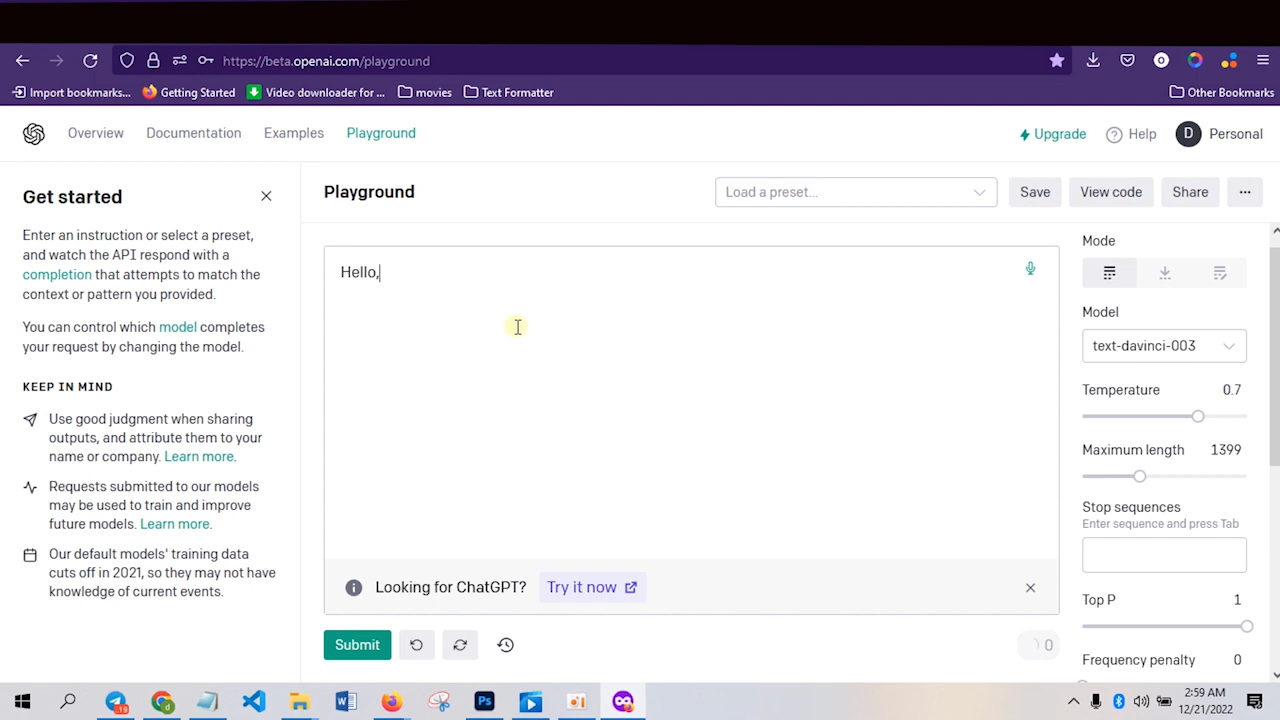 https://beta.openai.com/playground
Import bookmarks...
Getting Started
Video downloader for ...
movies
Text Formatter
Other Bookmarks
Overview
Documentation
Examples
Playground
Upgrade
Help
D
Personal
Get started
Enter an instruction or select a preset,
and watch the API respond with a
completion that attempts to match the
context or pattern you provided.
You can control which model completes
your request by changing the model.
KEEP IN MIND
Use good judgment when sharing
outputs, and attribute them to your
name or company. Learn more.
Requests submitted to our models
may be used to train and improve
future models. Learn more.
Our default models' training data
cuts off in 2021, so they may not have
knowledge of current events.
Playground
Load a preset...
Save
View code
Share
...
Hello,
Looking for ChatGPT?
Try it now
Submit
0
Mode
Model
text-davinci-003
Temperature 0.7
Maximum length 1399
Stop sequences
Enter sequence and press Tab
Top P 1
Frequency penalty 0
19
d
W
Ps
2:59 AM
12/21/2022